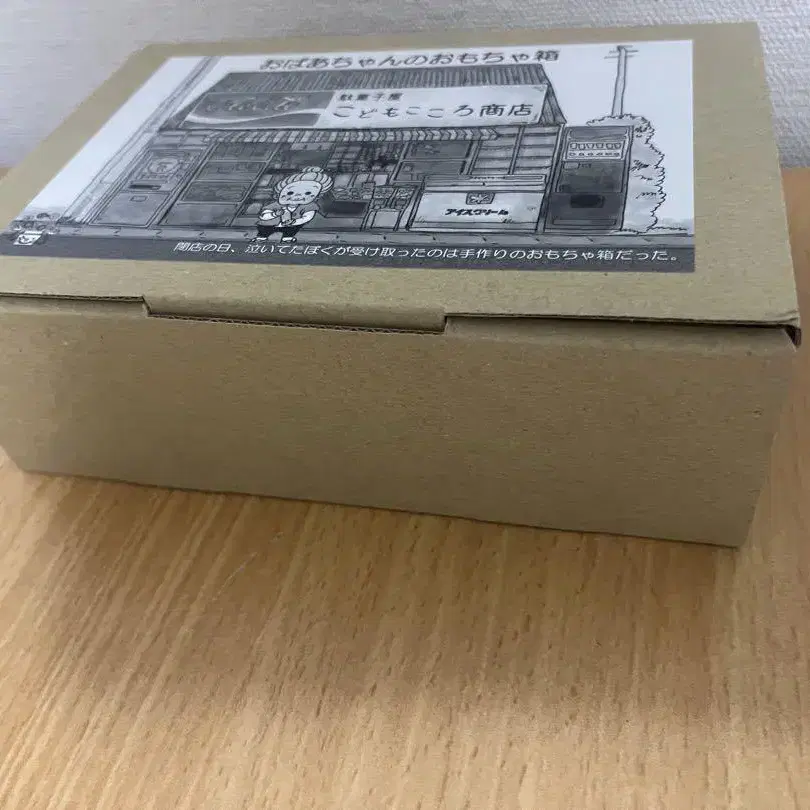 おばあちゃんのおもちゃ箱
駄菓子屋
こどもこころ商店
アイスクリーム
閉店の日、泣いてたぼくが受け取ったのは手作りのおもちゃ箱だった。